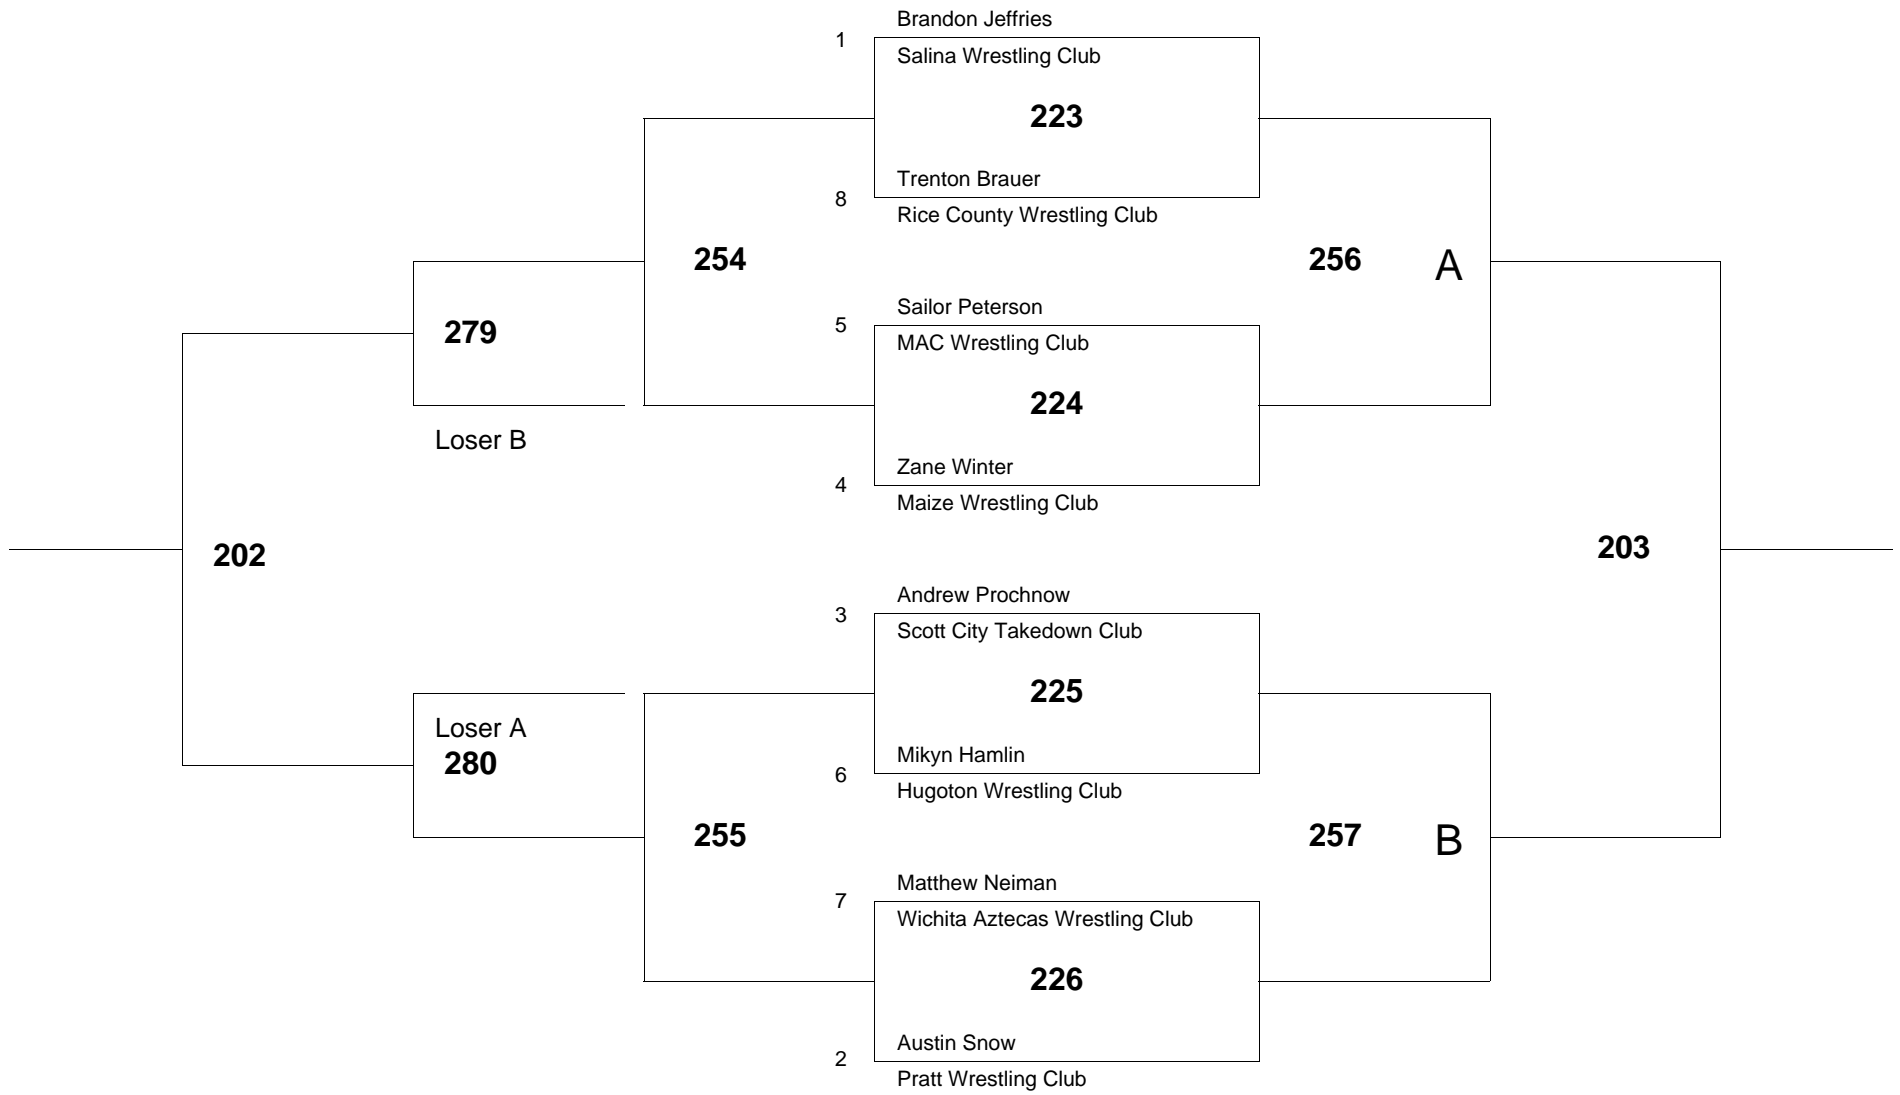 Brandon Jeffries
1
Salina Wrestling Club
223
Trenton Brauer
8
Rice County Wrestling Club
254
256 A
Sailor Peterson
5
279
MAC Wrestling Club
224
Loser B
Zane Winter
4
Maize Wrestling Club
202
203
Andrew Prochnow
3
Scott City Takedown Club
225
Loser A
280
Mikyn Hamlin
6
Hugoton Wrestling Club
255
257 B
Matthew Neiman
7
Wichita Aztecas Wrestling Club
226
Austin Snow
2
Pratt Wrestling Club